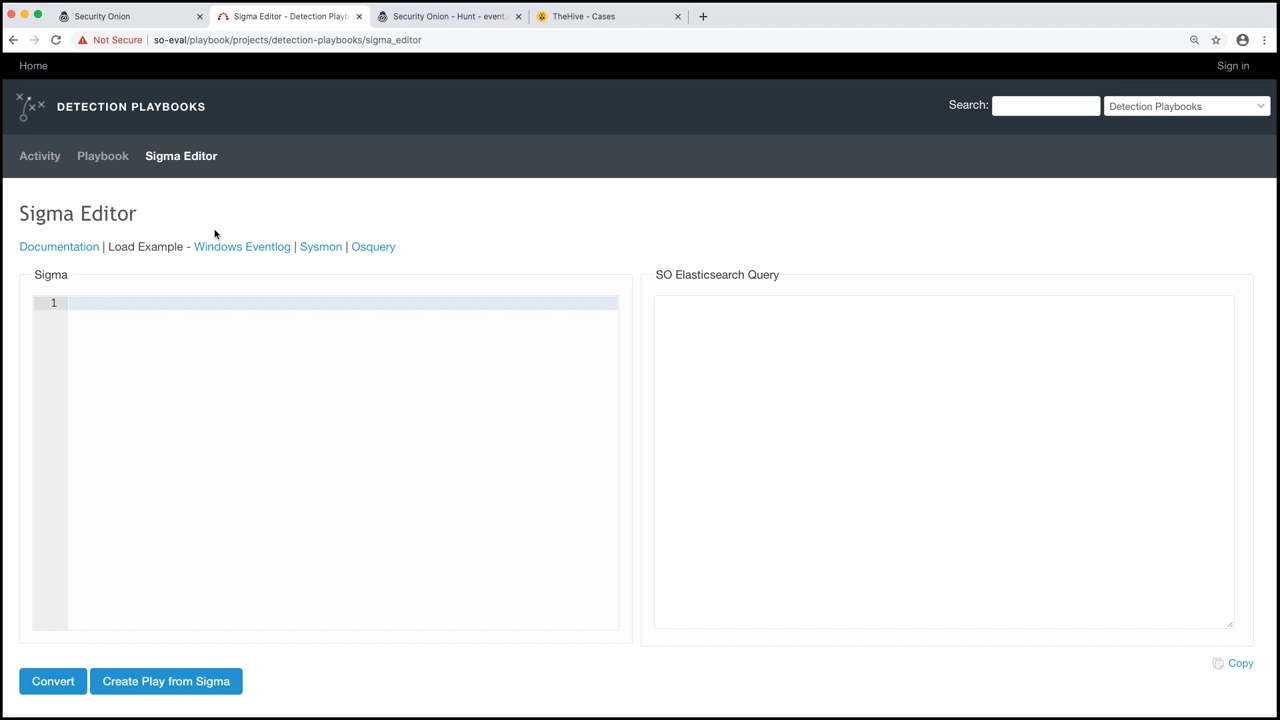 Security Onion
Sigma Editor - Detection Playb
Security Onion - Hunt - event.
TheHive - Cases
Not Secure
so-eval/playbook/projects/detection-playbooks/sigma_editor
Home
Sign in
DETECTION PLAYBOOKS
Search:
Detection Playbooks
Activity
Playbook
Sigma Editor
Sigma Editor
Documentation | Load Example - Windows Eventlog | Sysmon | Osquery
Sigma
SO Elasticsearch Query
1
Copy
Convert
Create Play from Sigma